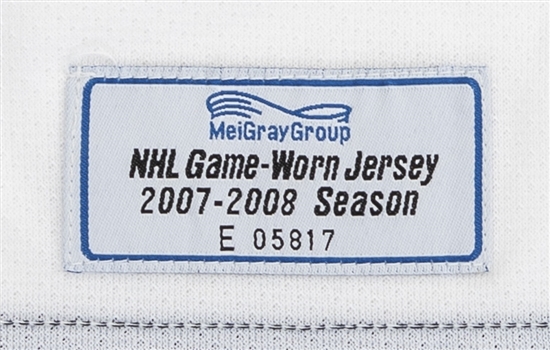 MeiGrayGroup
NHL Game-Worn Jersey
2007-2008 Season
E 05817